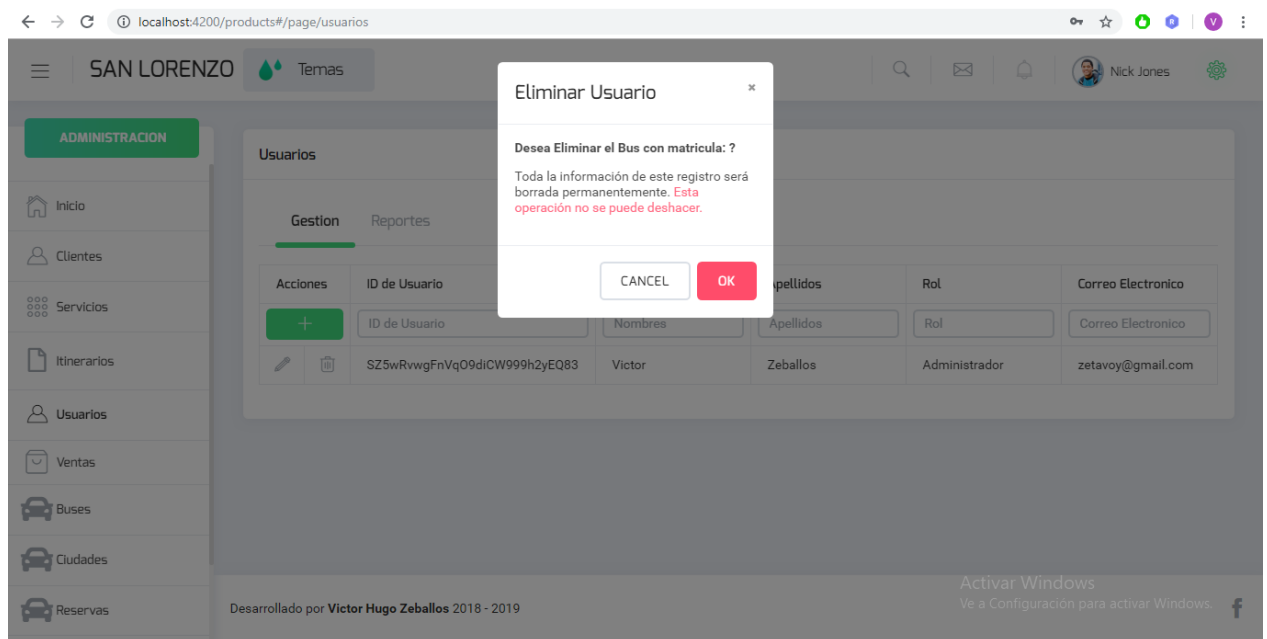 localhost:4200/products#/page/usuarios
SAN LORENZO
Temas
Nick Jones
ADMINISTRACION
Inicio
Clientes
Servicios
Itinerarios
Usuarios
Ventas
Buses
Ciudades
Reservas
Usuarios
Gestion Reportes
Eliminar Usuario
Desea Eliminar el Bus con matricula: ?
Toda la información de este registro será
borrada permanentemente. Esta
operación no se puede deshacer.
CANCEL OK
Acciones ID de Usuario Apellidos Rol Correo Electronico
ID de Usuario Nombres Apellidos Rol Correo Electronico
SZ5wRvwgFnVqO9diCW999h2yEQ83 Victor Zeballos Administrador zetavoy@gmail.com
Desarrollado por Victor Hugo Zeballos 2018 - 2019
Activar Windows
Ve a Configuración para activar Windows.